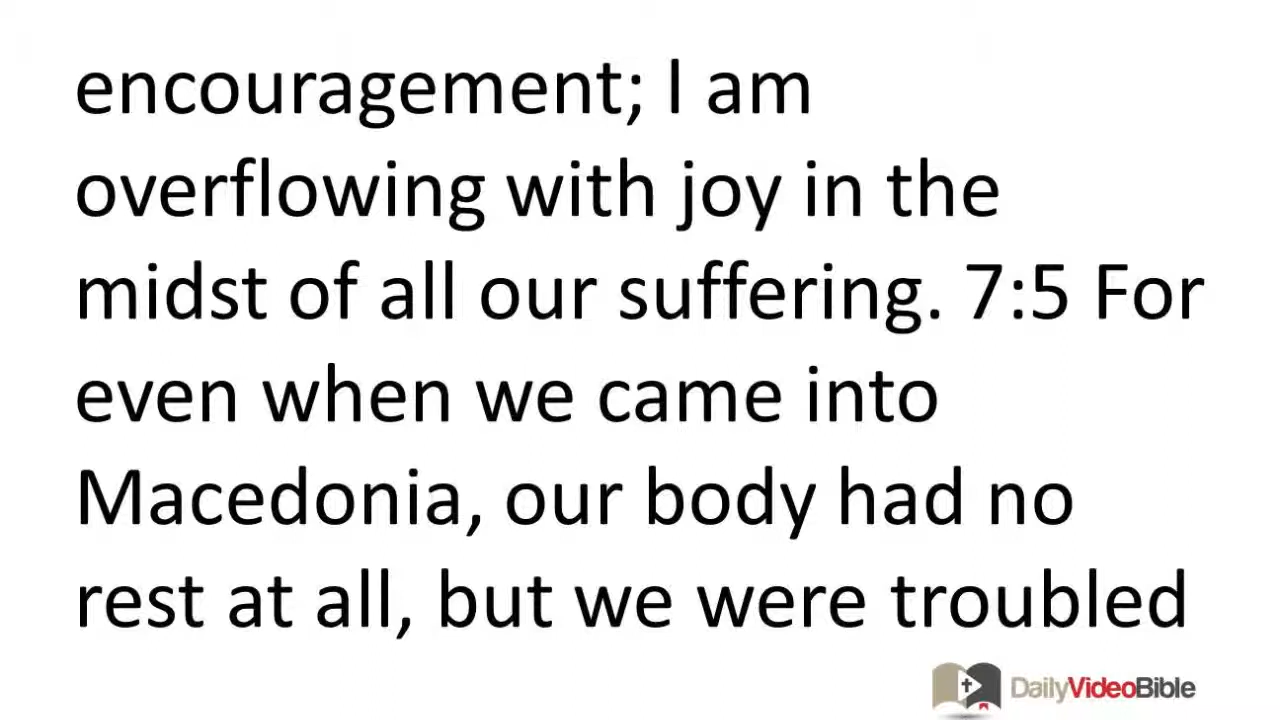 encouragement; I am
overflowing with joy in the
midst of all our suffering. 7:5 For
even when we came into
Macedonia, our body had no
rest at all, but we were troubled
DailyVideoBible